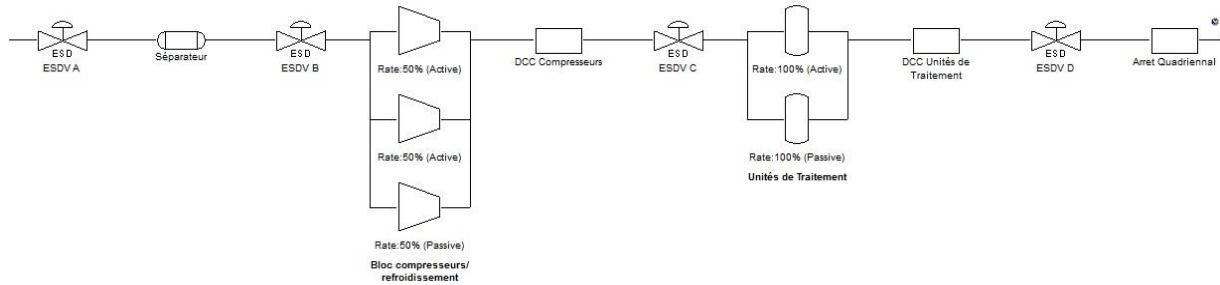 ESD
ESDV A
Séparateur
ESD
ESDV B
Rate:50% (Active)
Rate:50% (Active)
Rate:50% (Passive)
Bloc compresseurs/
refroidissement
DCC Compresseurs
ESD
ESDV C
Rate:100% (Active)
Rate:100% (Passive)
Unités de Traitement
DCC Unités de
Traitement
ESD
ESDV D
Arret Quadriennal